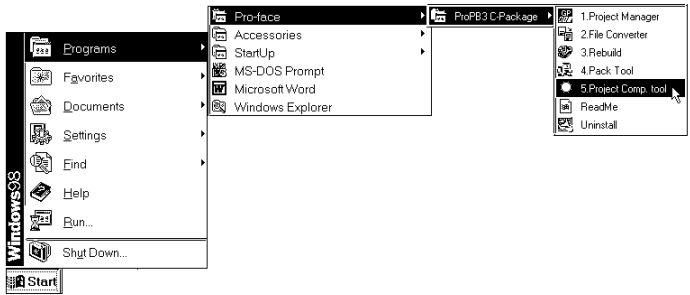 Programs
Favorites
Documents
Settings
Find
Help
Run...
Shut Down...
Windows98
Start
Pro-face
Accessories
StartUp
MS-DOS Prompt
Microsoft Word
Windows Explorer
ProPB3 C-Package
1.Project Manager
2.File Converter
3.Rebuild
4.Pack Tool
5.Project Comp. tool
ReadMe
Uninstall